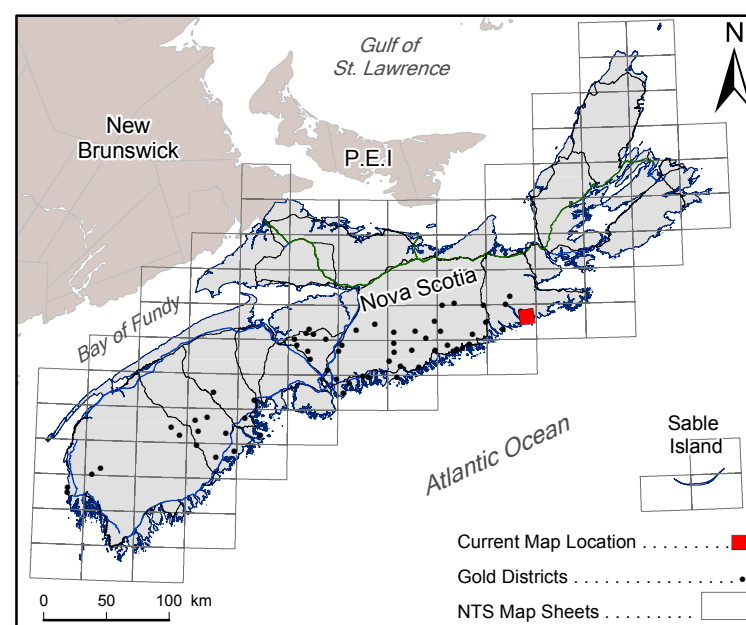 Gulf of
St. Lawrence
N
New
Brunswick
P.E.I
Nova Scotia
Bay of Fundy
Sable
Island
Atlantic Ocean
Current Map Location . . . . . . . . .
Gold Districts . . . . . . . . . . . . . . . .
NTS Map Sheets . . . . . . . . .
0 50 100 km